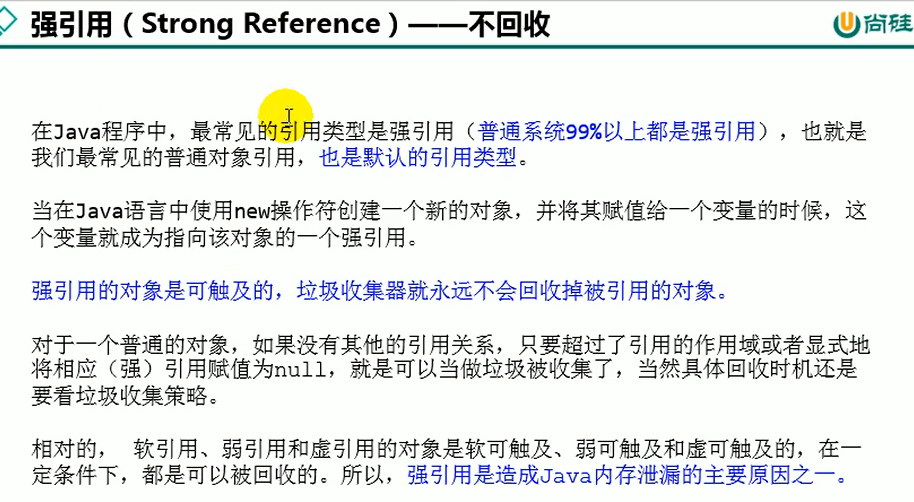 强引用（Strong Reference）——不回收
尚硅
在Java程序中，最常见的引用类型是强引用（普通系统99%以上都是强引用），也就是
我们最常见的普通对象引用，也是默认的引用类型。
当在Java语言中使用new操作符创建一个新的对象，并将其赋值给一个变量的时候，这
个变量就成为指向该对象的一个强引用。
强引用的对象是可触及的，垃圾收集器就永远不会回收掉被引用的对象。
对于一个普通的对象，如果没有其他的引用关系，只要超过了引用的作用域或者显式地
将相应（强）引用赋值为null，就是可以当做垃圾被收集了，当然具体回收时机还是
要看垃圾收集策略。
相对的， 软引用、弱引用和虚引用的对象是软可触及、弱可触及和虚可触及的，在一
定条件下，都是可以被回收的。所以，强引用是造成Java内存泄漏的主要原因之一。